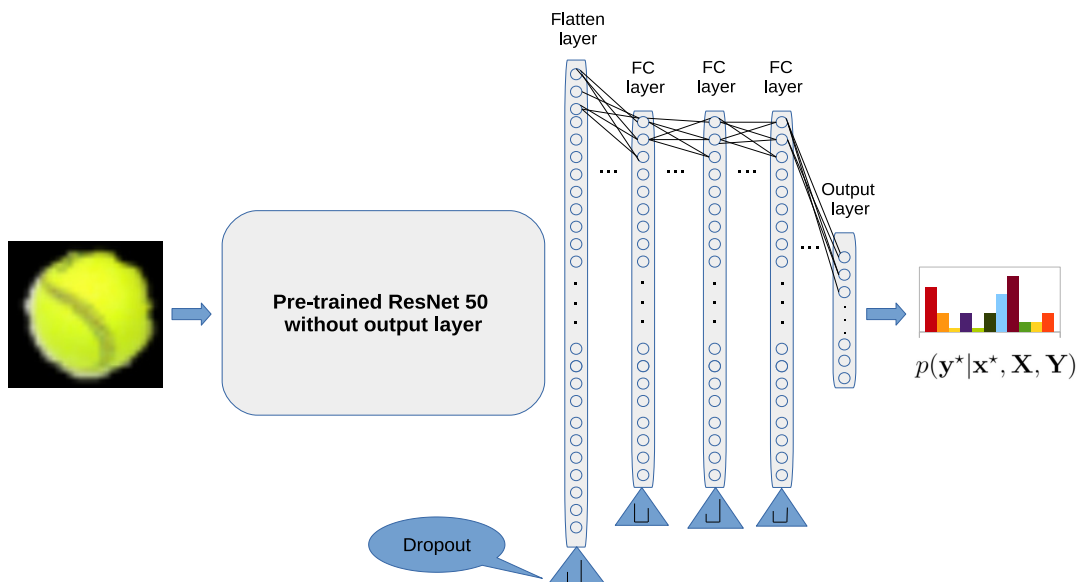 Flatten
layer
FC
layer
FC
layer
FC
layer
Output
layer
Pre-trained ResNet 50
without output layer
p(y*|x*, X, Y)
Dropout